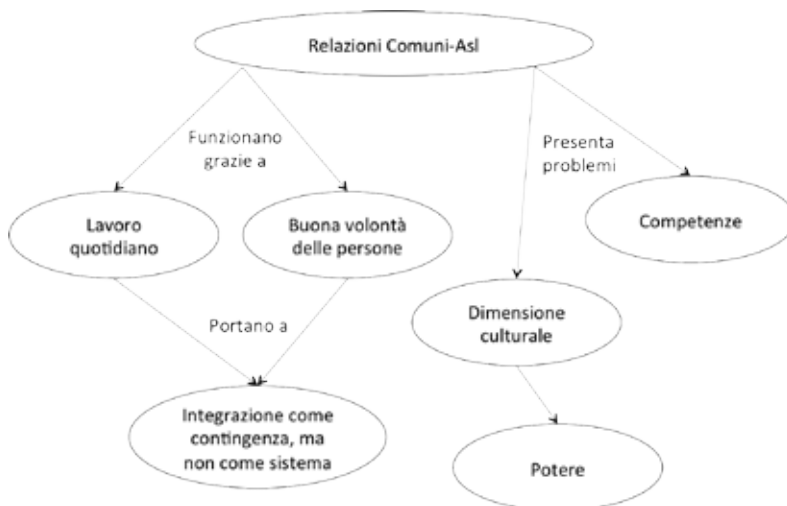 Relazioni Comuni-Asl
Funzionano
grazie a
Presenta
problemi
Lavoro
quotidiano
Buona volontà
delle persone
Competenze
Portano a
Dimensione
culturale
Integrazione come
contingenza, ma
non come sistema
Potere